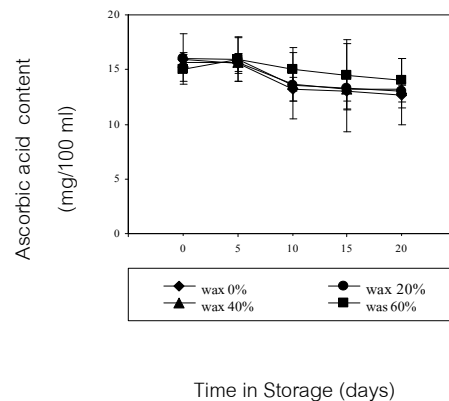 20
15
10
5
0
Ascorbic acid content
(mg/100 ml)
0 5 10 15 20
wax 0% wax 20%
wax 40% was 60%
Time in Storage (days)